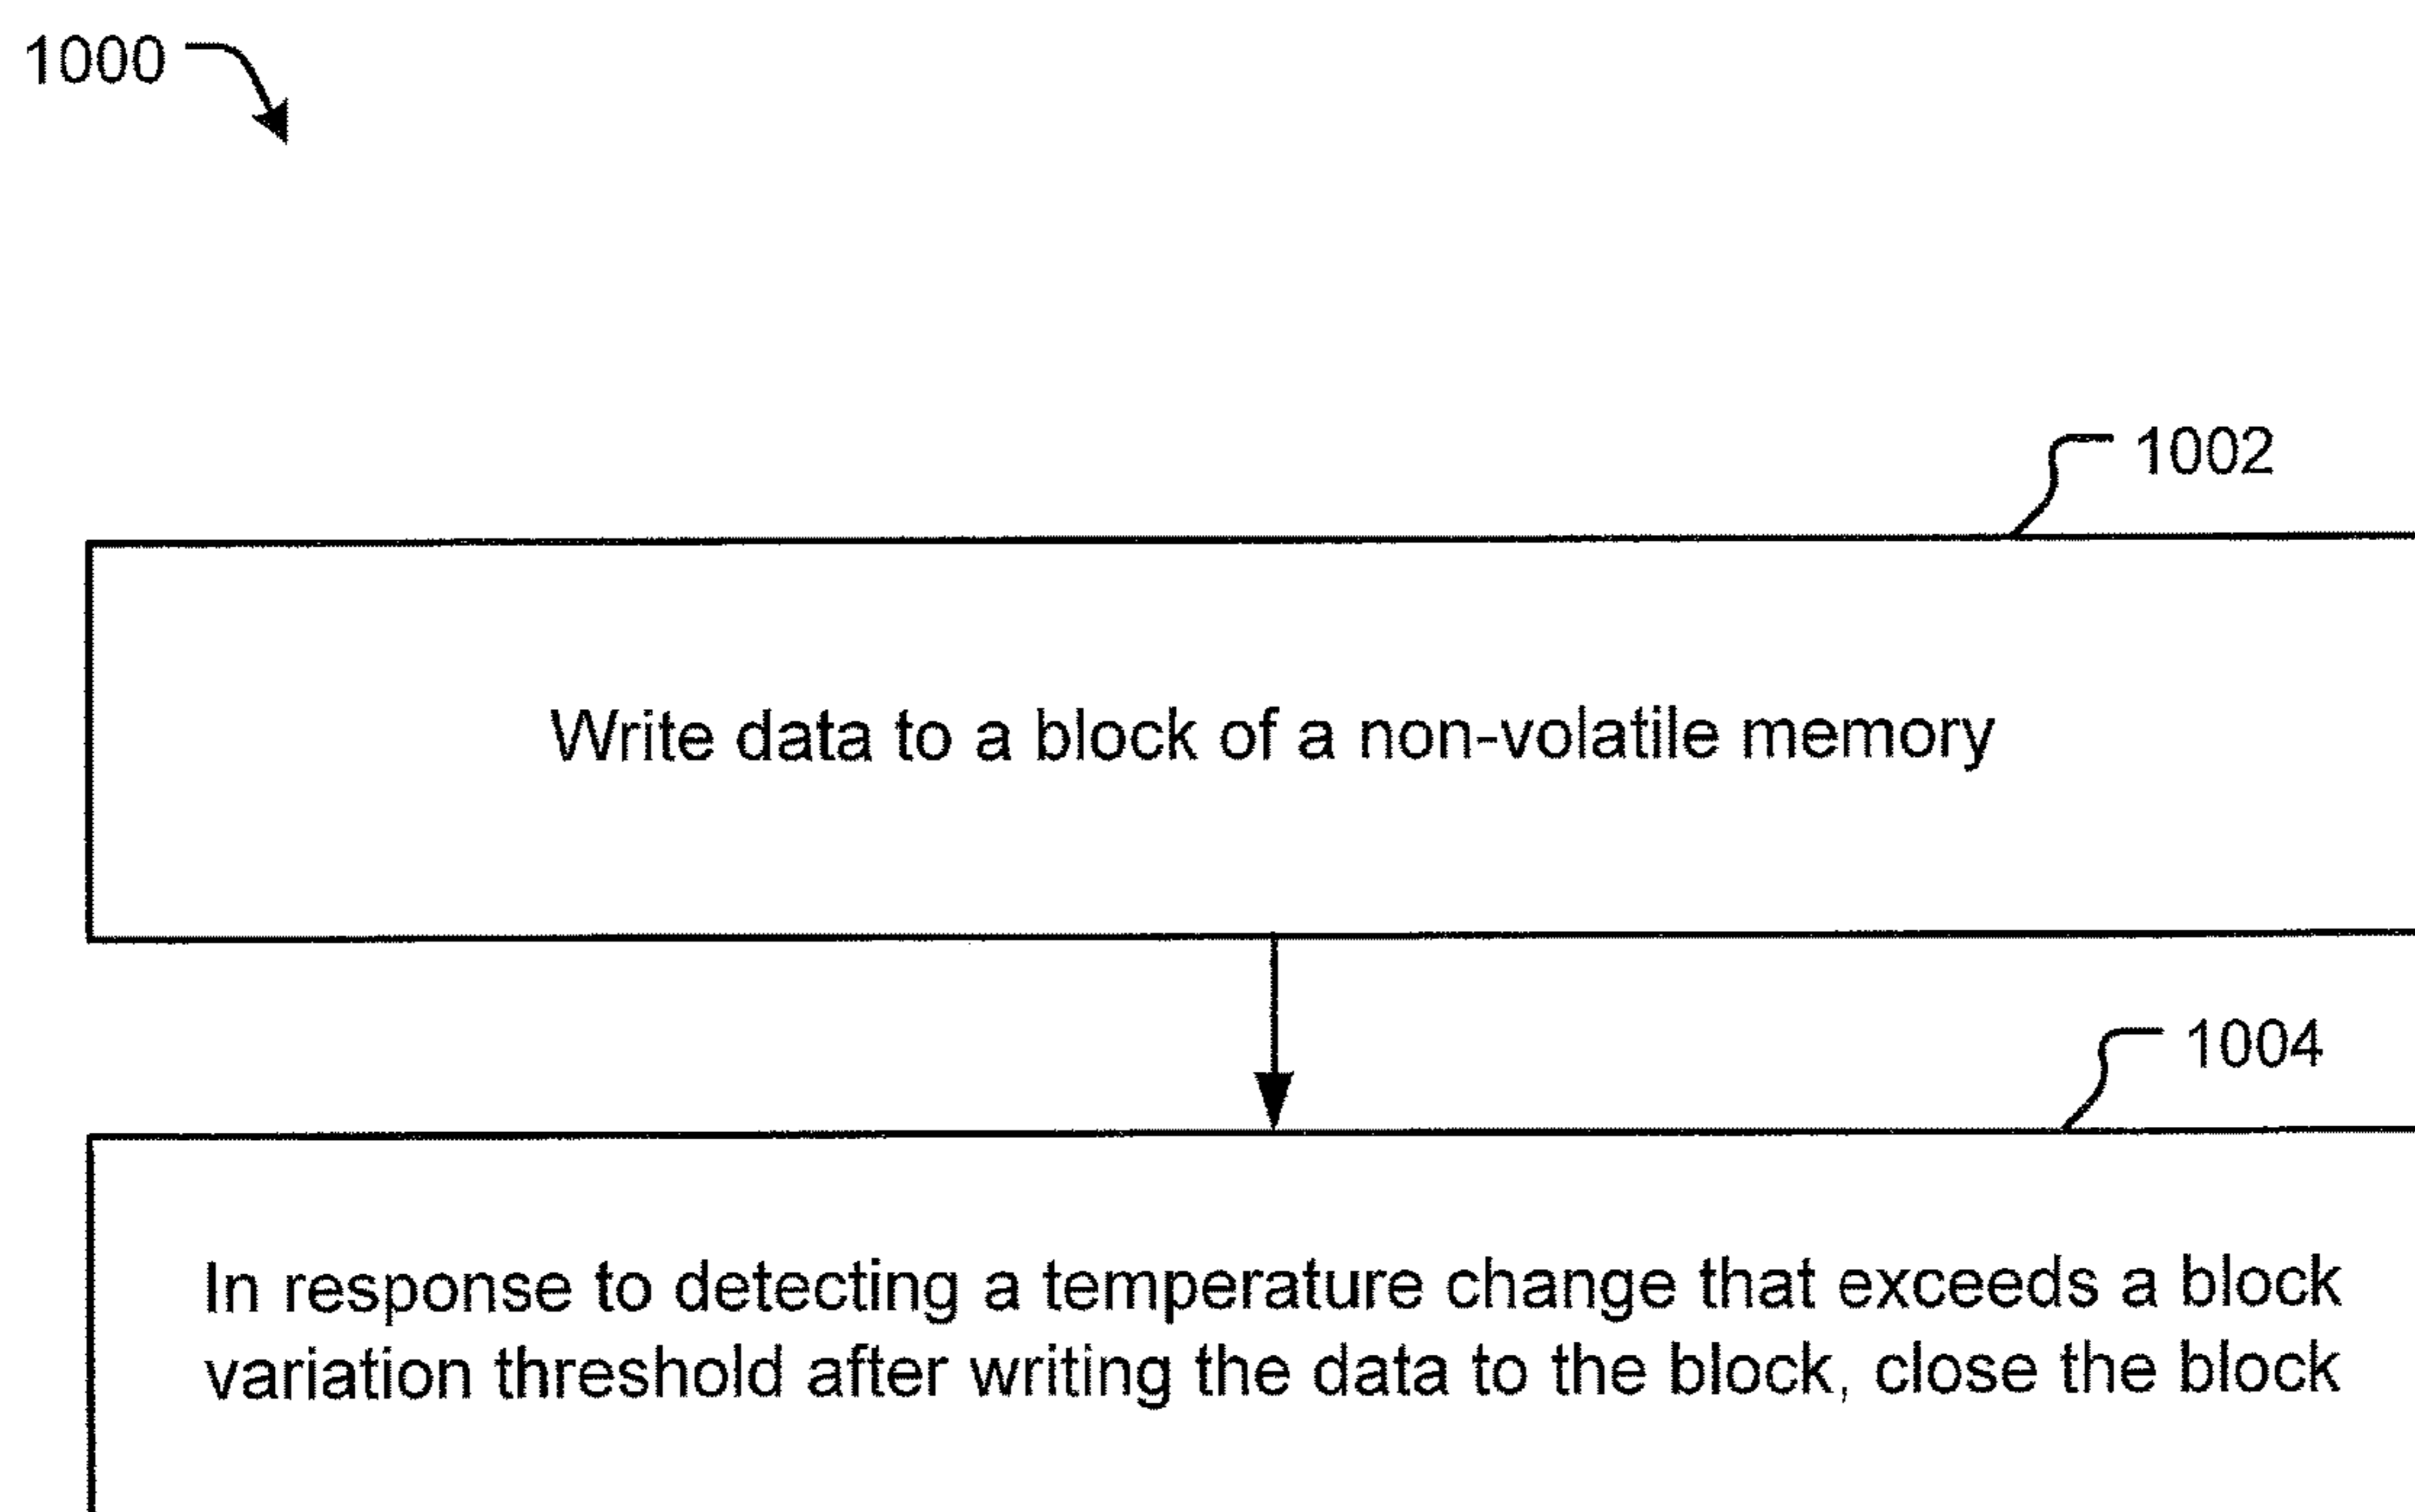 1000
1002
Write data to a block of a non-volatile memory
1004
In response to detecting a temperature change that exceeds a block
variation threshold after writing the data to the block, close the block